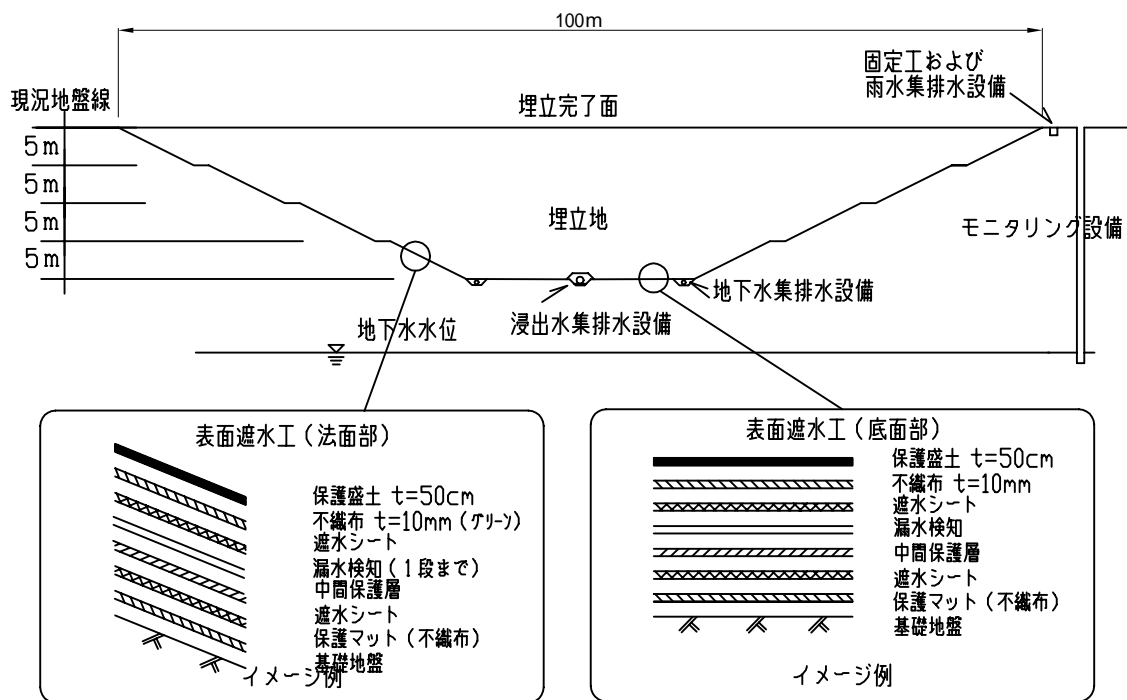 100m
固定工および
雨水集排水設備
現況地盤線
埋立完了面
5m
5m
5m
5m
埋立地
モニタリング設備
地下水集排水設備
浸出水集排水設備
地下水水位
表面遮水工(法面部)
保護盛土 t=50cm
不織布 t=10mm(グリーン)
遮水シート
漏水検知(1段まで)
中間保護層
遮水シート
保護マット(不織布)
基礎地盤
イメージ例
表面遮水工(底面部)
保護盛土 t=50cm
不織布 t=10mm
遮水シート
漏水検知
中間保護層
遮水シート
保護マット(不織布)
基礎地盤
イメージ例